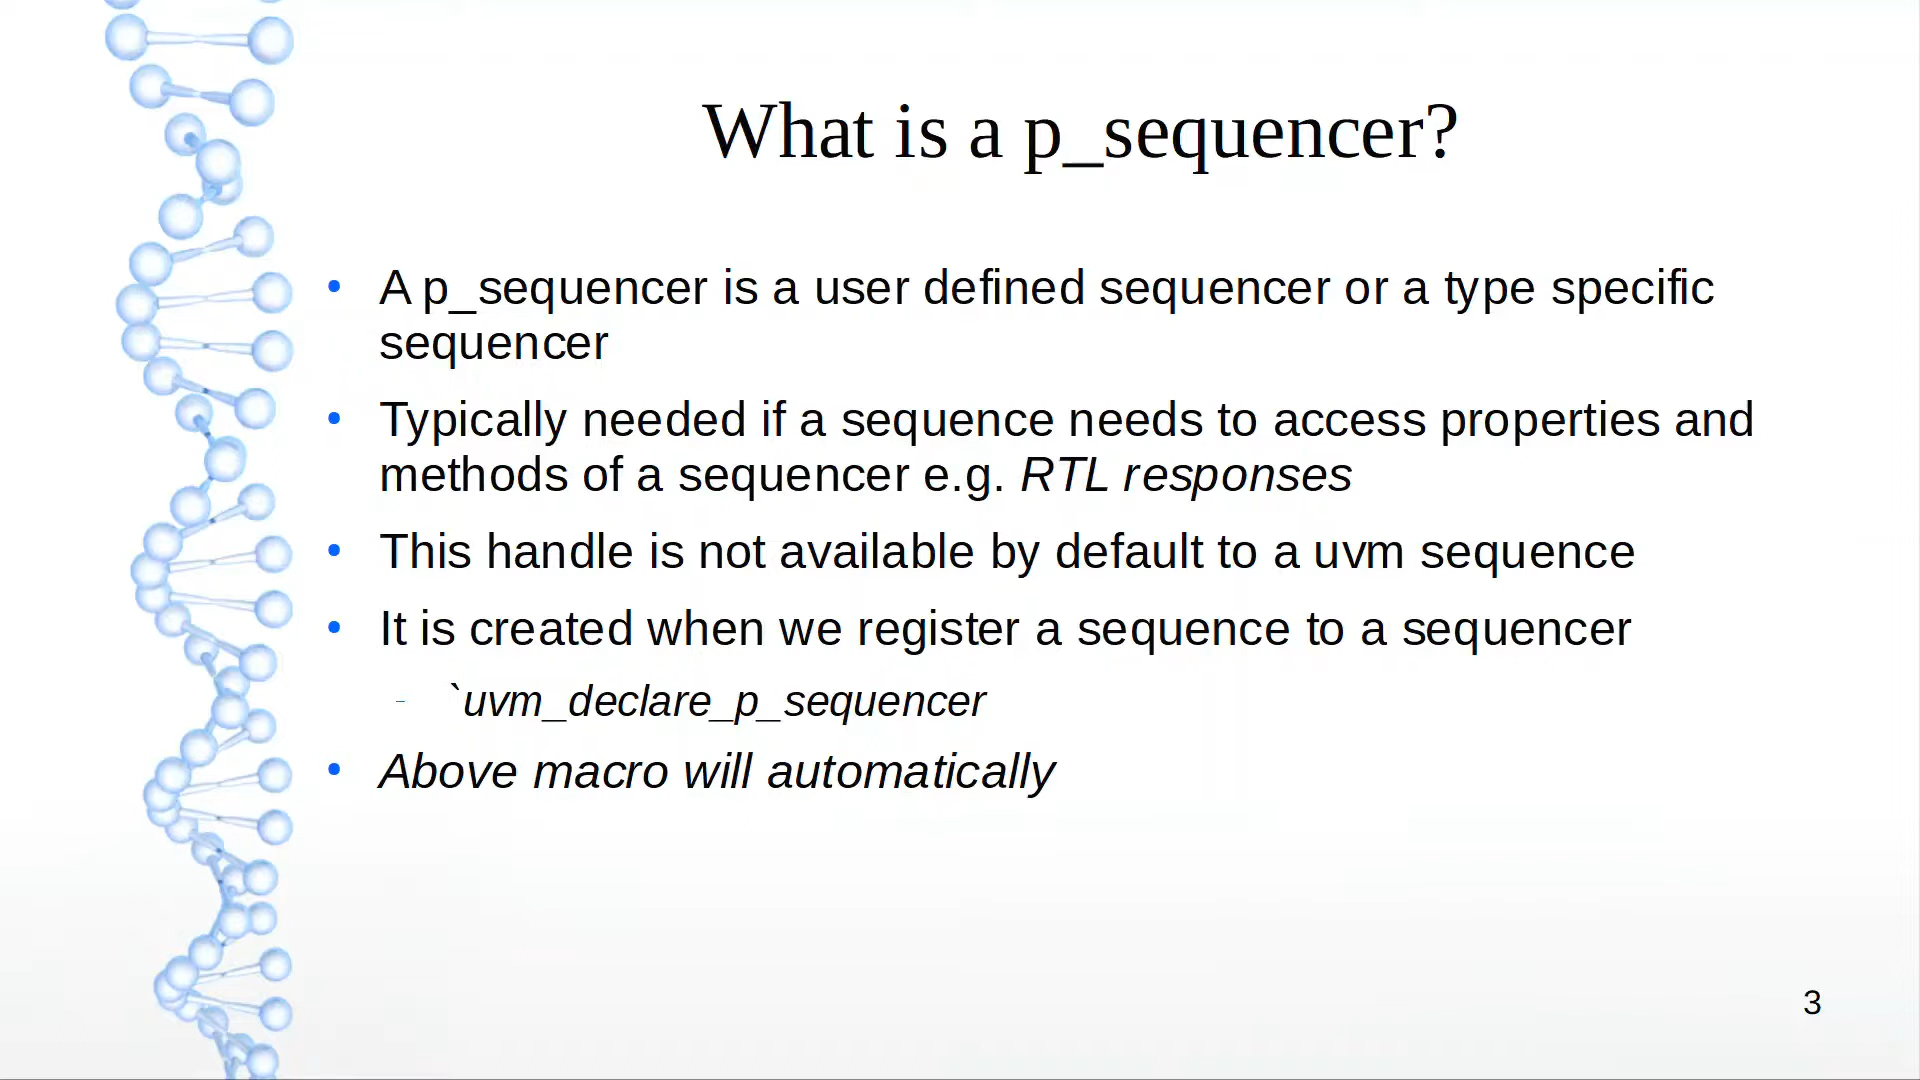 What is a p_sequencer?
• A p_sequencer is a user defined sequencer or a type specific
sequencer
• Typically needed if a sequence needs to access properties and
methods of a sequencer e.g. RTL responses
• This handle is not available by default to a uvm sequence
• It is created when we register a sequence to a sequencer
– `uvm_declare_p_sequencer
• Above macro will automatically
3